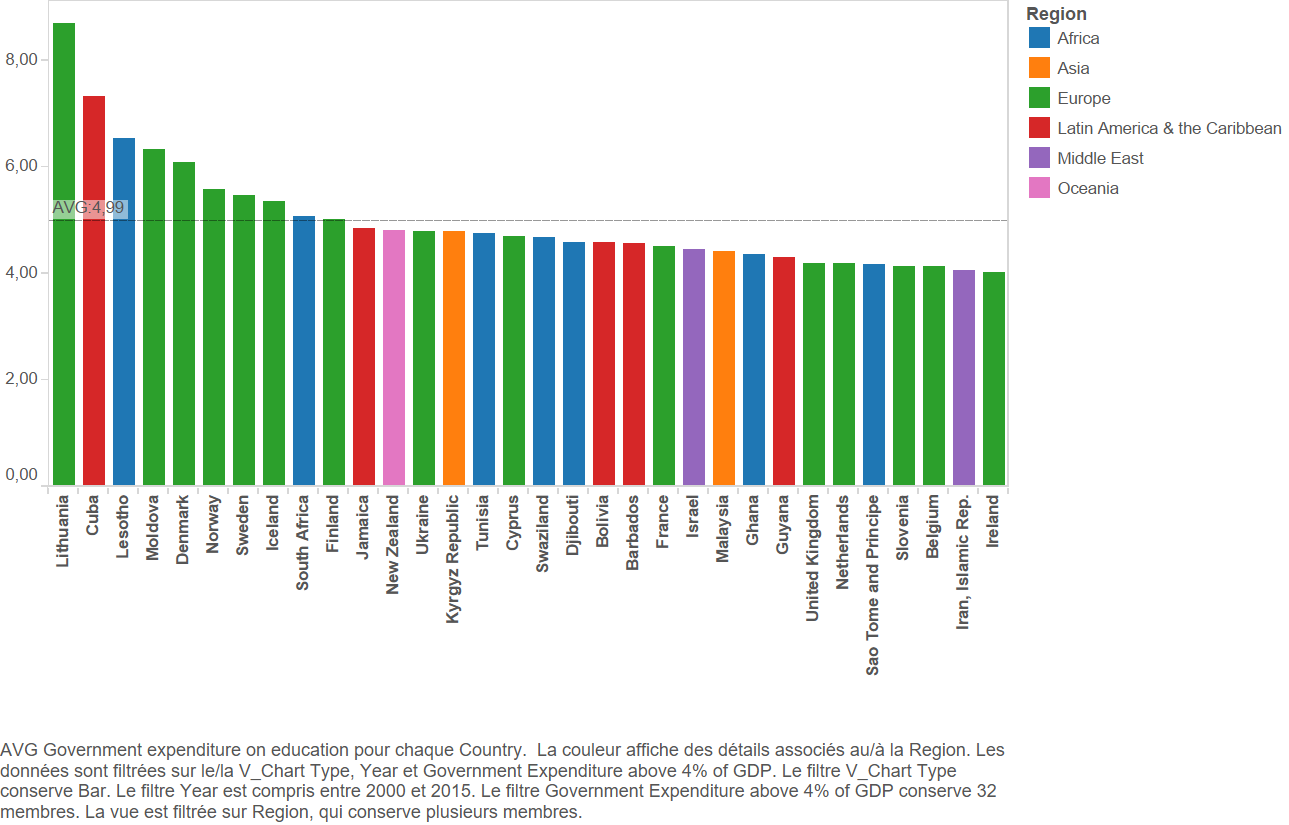 Region
Africa
Asia
Europe
Latin America & the Caribbean
Middle East
Oceania
8,00
6,00
AVG:4,99
4,00
2,00
0,00
Lithuania
Cuba
Lesotho
Moldova
Denmark
Norway
Sweden
Iceland
South Africa
Finland
Jamaica
New Zealand
Ukraine
Kyrgyz Republic
Tunisia
Cyprus
Swaziland
Djibouti
Bolivia
Barbados
France
Israel
Malaysia
Ghana
Guyana
United Kingdom
Netherlands
Sao Tome and Principe
Slovenia
Belgium
Iran, Islamic Rep.
Ireland
AVG Government expenditure on education pour chaque Country.  La couleur affiche des détails associés au/à la Region. Les
données sont filtrées sur le/la V_Chart Type, Year et Government Expenditure above 4% of GDP. Le filtre V_Chart Type
conserve Bar. Le filtre Year est compris entre 2000 et 2015. Le filtre Government Expenditure above 4% of GDP conserve 32
membres. La vue est filtrée sur Region, qui conserve plusieurs membres.